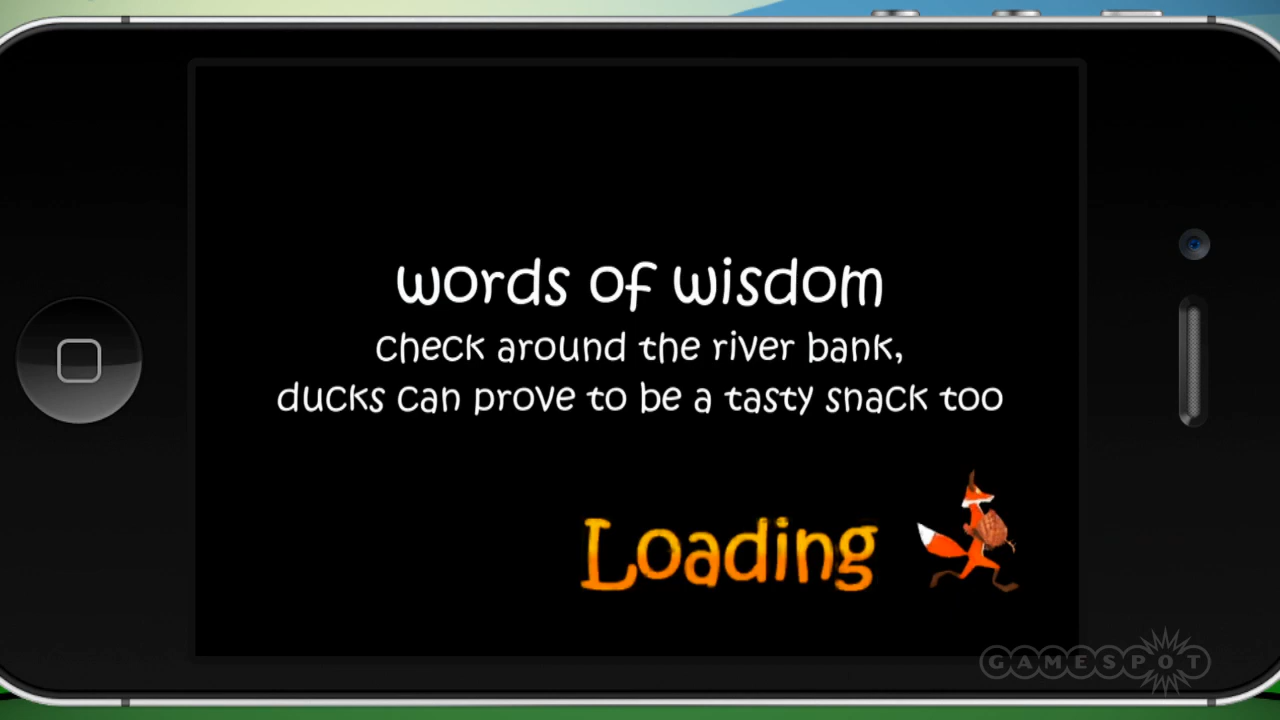 words of wisdom
check around the river bank,
ducks can prove to be a tasty snack too
Loading
GAMESPOT